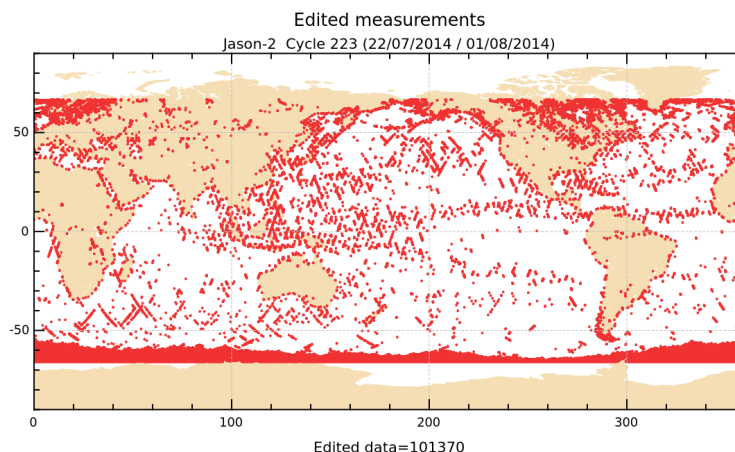 Edited measurements
Jason-2 Cycle 223 (22/07/2014 / 01/08/2014)
50
0
-50
0 100 200 300
Edited data=101370